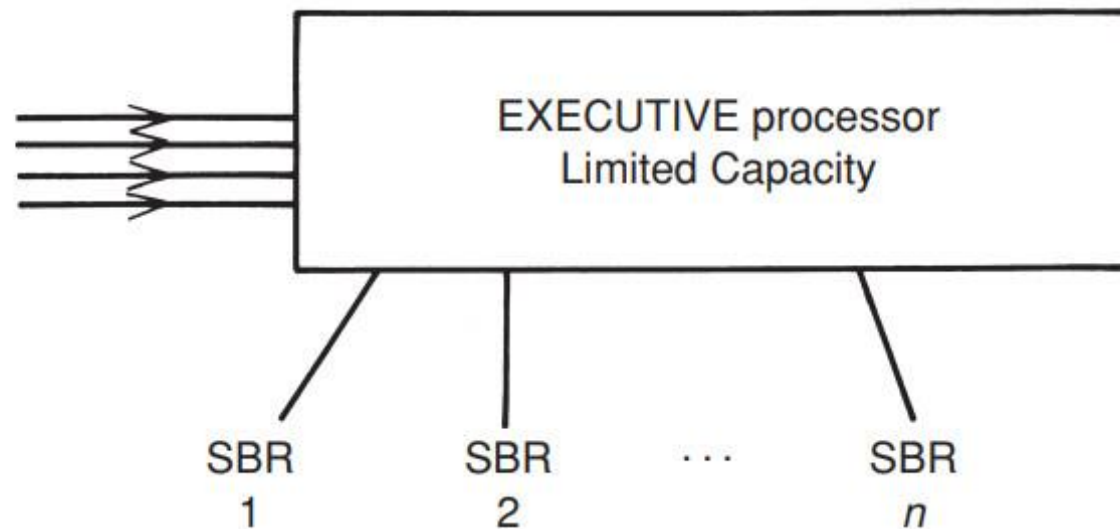 EXECUTIVE processor
Limited Capacity
SBR SBR ... SBR
1 2 n